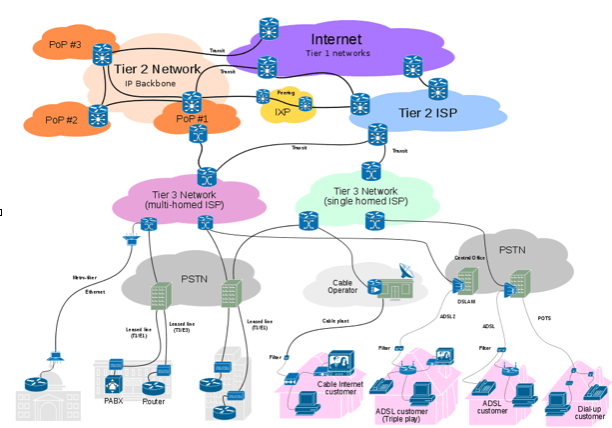 Internet
Tier 1 networks
PoP #3
Transit
Tier 2 Network
IP Backbone
Transit
Peering
IXP
Tier 2 ISP
PoP #2
PoP #1
Transit
Transit
Tier 3 Network
(multi-homed ISP)
Tier 3 Network
(single homed ISP)
PSTN
PSTN
Central Office
Metro-fiber
Ethernet
Cable
Operator
DSLAM
Leased line
(T1/E1)
Leased line
(T3/E3)
Leased line
(T1/E1)
Cable plant
ADSL2
ADSL
POTS
Filter
Filter
Filter
PABX
Router
Cable Internet
customer
ADSL customer
(Triple play)
ADSL
customer
Dial-up
customer